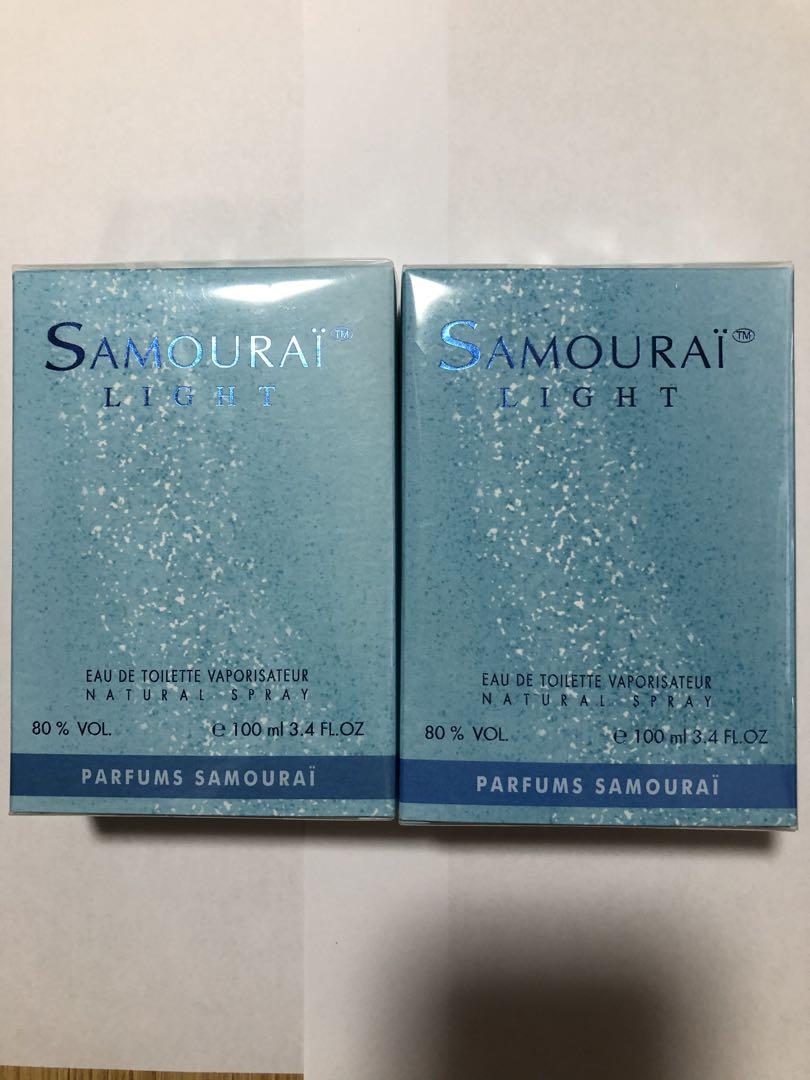 SAMOURAÏ™
LIGHT
EAU DE TOILETTE VAPORISATEUR
NATURAL SPRAY
80 % VOL.
℮ 100 ml 3.4 FL.OZ
PARFUMS SAMOURAÏ
SAMOURAÏ™
LIGHT
EAU DE TOILETTE VAPORISATEUR
NATURAL SPRAY
80 % VOL.
℮ 100 ml 3.4 FL.OZ
PARFUMS SAMOURAÏ